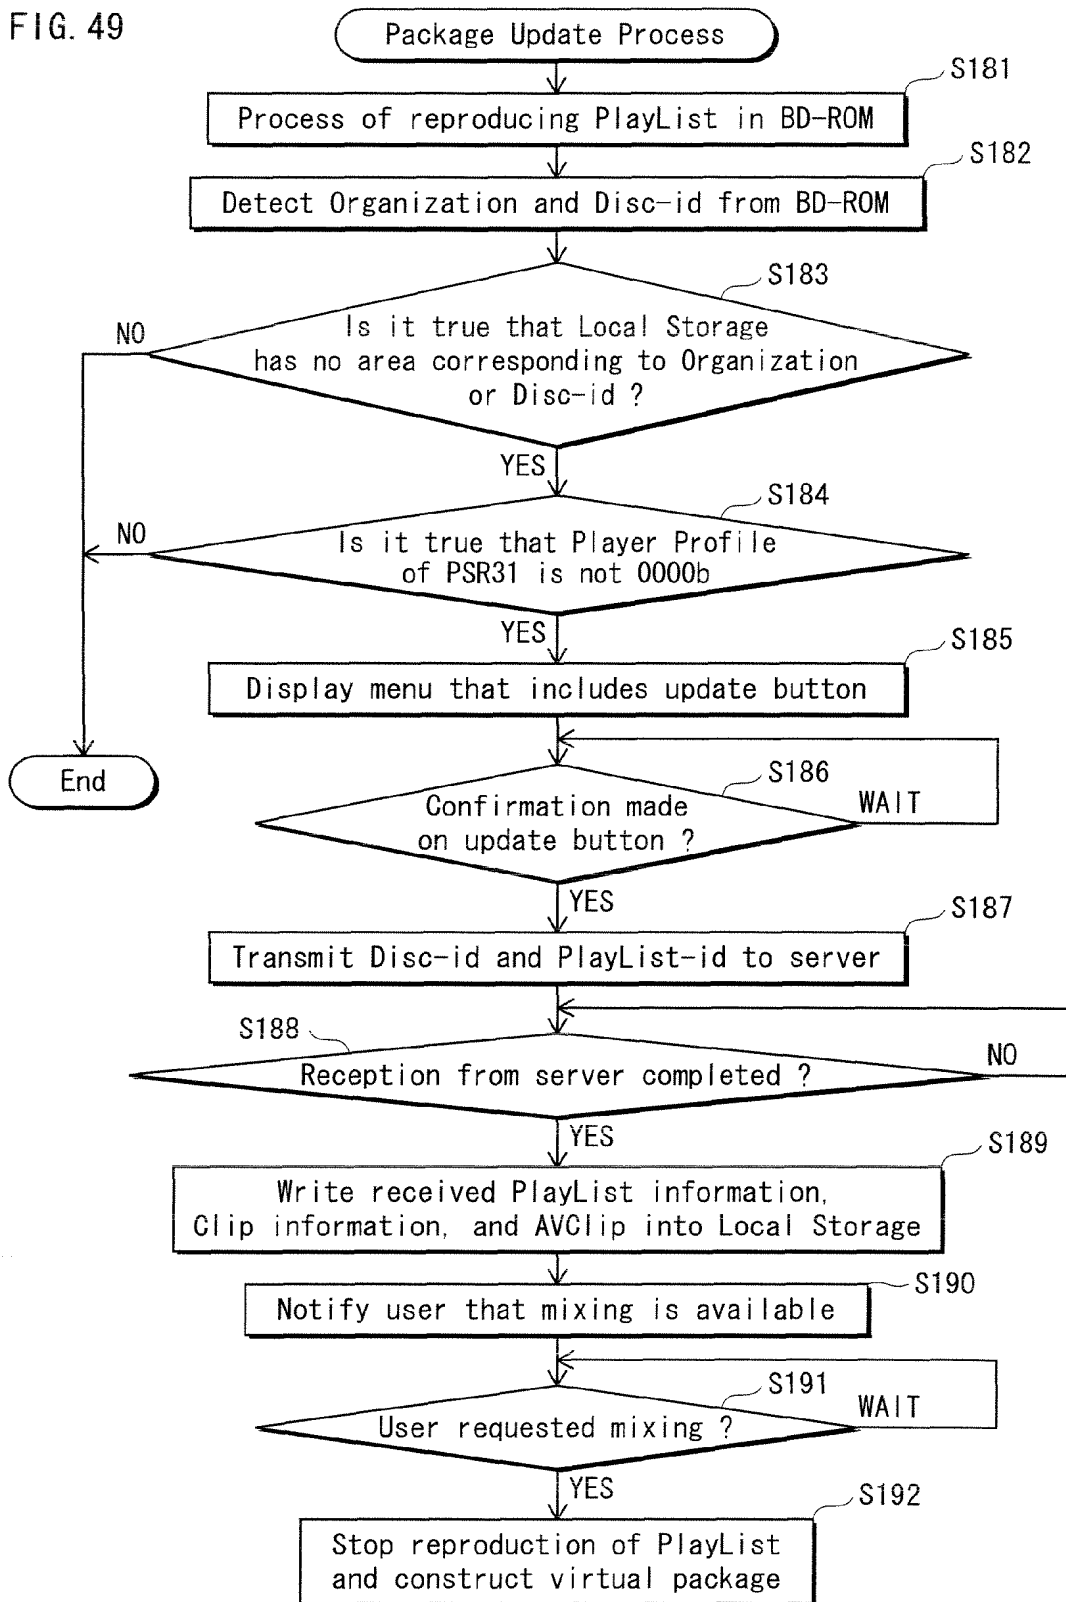 FIG. 49
Package Update Process
S181
Process of reproducing PlayList in BD-ROM
S182
Detect Organization and Disc-id from BD-ROM
S183
NO
Is it true that Local Storage
has no area corresponding to Organization
or Disc-id ?
YES
S184
NO
Is it true that Player Profile
of PSR31 is not 0000b
YES
S185
Display menu that includes update button
End
S186
Confirmation made
on update button ?
WAIT
YES
S187
Transmit Disc-id and PlayList-id to server
S188
Reception from server completed ?
NO
YES
S189
Write received PlayList information,
Clip information, and AVClip into Local Storage
S190
Notify user that mixing is available
S191
User requested mixing ?
WAIT
YES
S192
Stop reproduction of PlayList
and construct virtual package